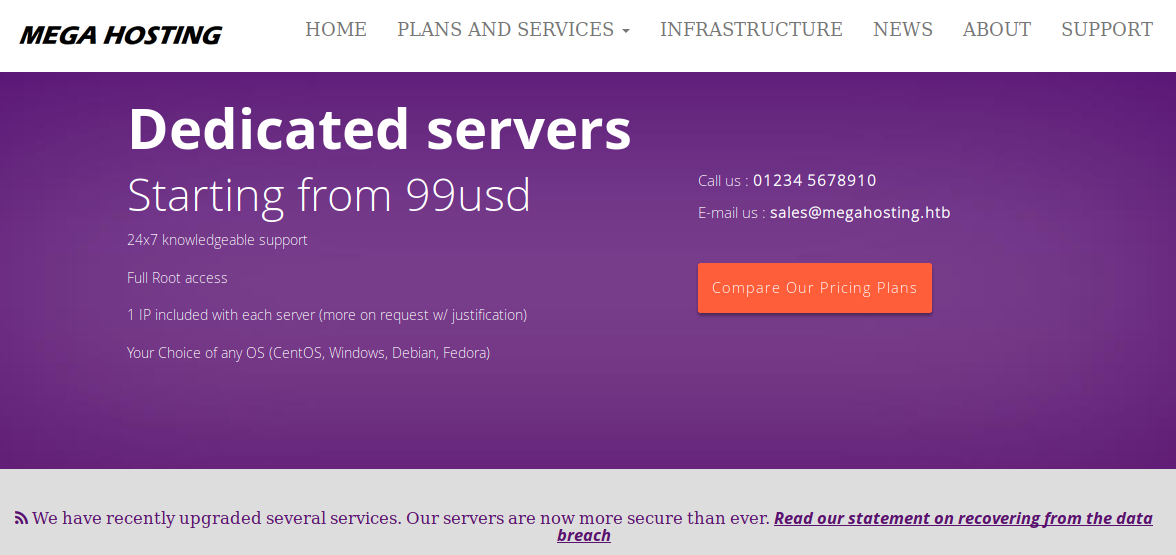 MEGA HOSTING
HOME PLANS AND SERVICES INFRASTRUCTURE NEWS ABOUT SUPPORT
Dedicated servers
Starting from 99usd
24x7 knowledgeable support
Full Root access
1 IP included with each server (more on request w/ justification)
Your Choice of any OS (CentOS, Windows, Debian, Fedora)
Call us : 01234 5678910
E-mail us : sales@megahosting.htb
Compare Our Pricing Plans
We have recently upgraded several services. Our servers are now more secure than ever. Read our statement on recovering from the data
breach